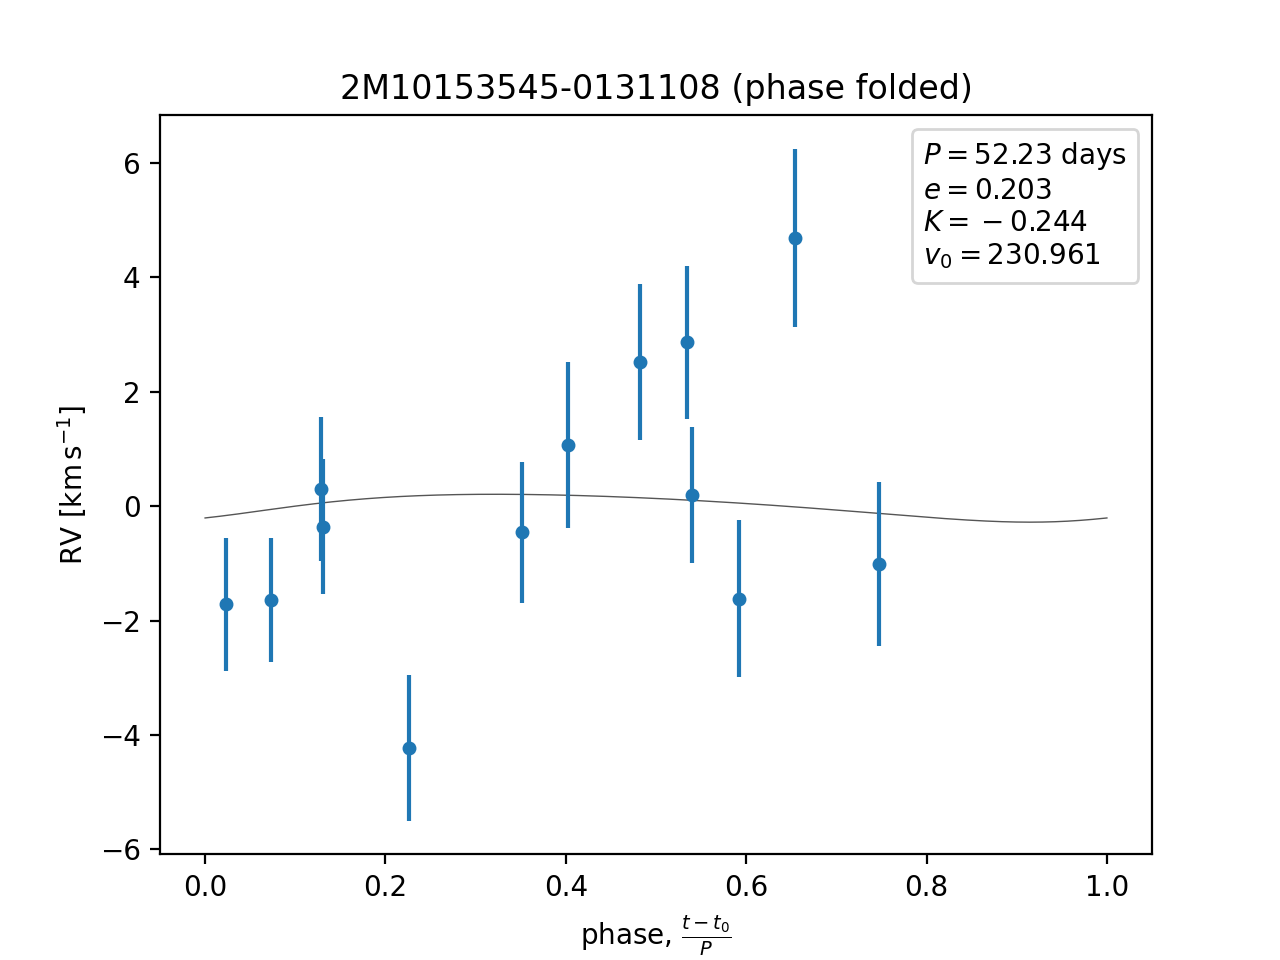 2M10153545-0131108 (phase folded)
P = 52.23 days
e = 0.203
K = −0.244
v₀ = 230.961
RV [km s⁻¹]
6
4
2
0
−2
−4
−6
0.0 0.2 0.4 0.6 0.8 1.0
phase, (t − t₀)/P